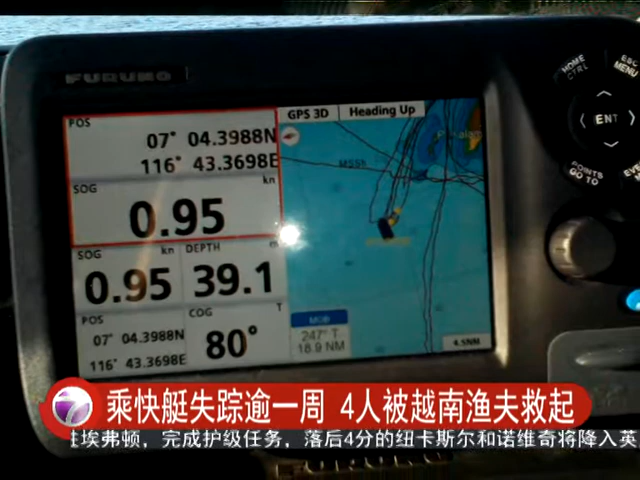 FURUNO
HOME
CTRL
ESC
MENU
ENT
POINTS
GO TO
POS
07° 04.3988N
116° 43.3698E
SOG
kn
0.95
SOG
kn
0.95
DEPTH
39.1
POS
07° 04.3988N
116° 43.3698E
COG
T
80°
GPS 3D
Heading Up
MOB
247° T
18.9 NM
4.5NM
乘快艇失踪逾一周 4人被越南渔夫救起
埃弗顿，完成护级任务，落后4分的纽卡斯尔和诺维奇将降入英